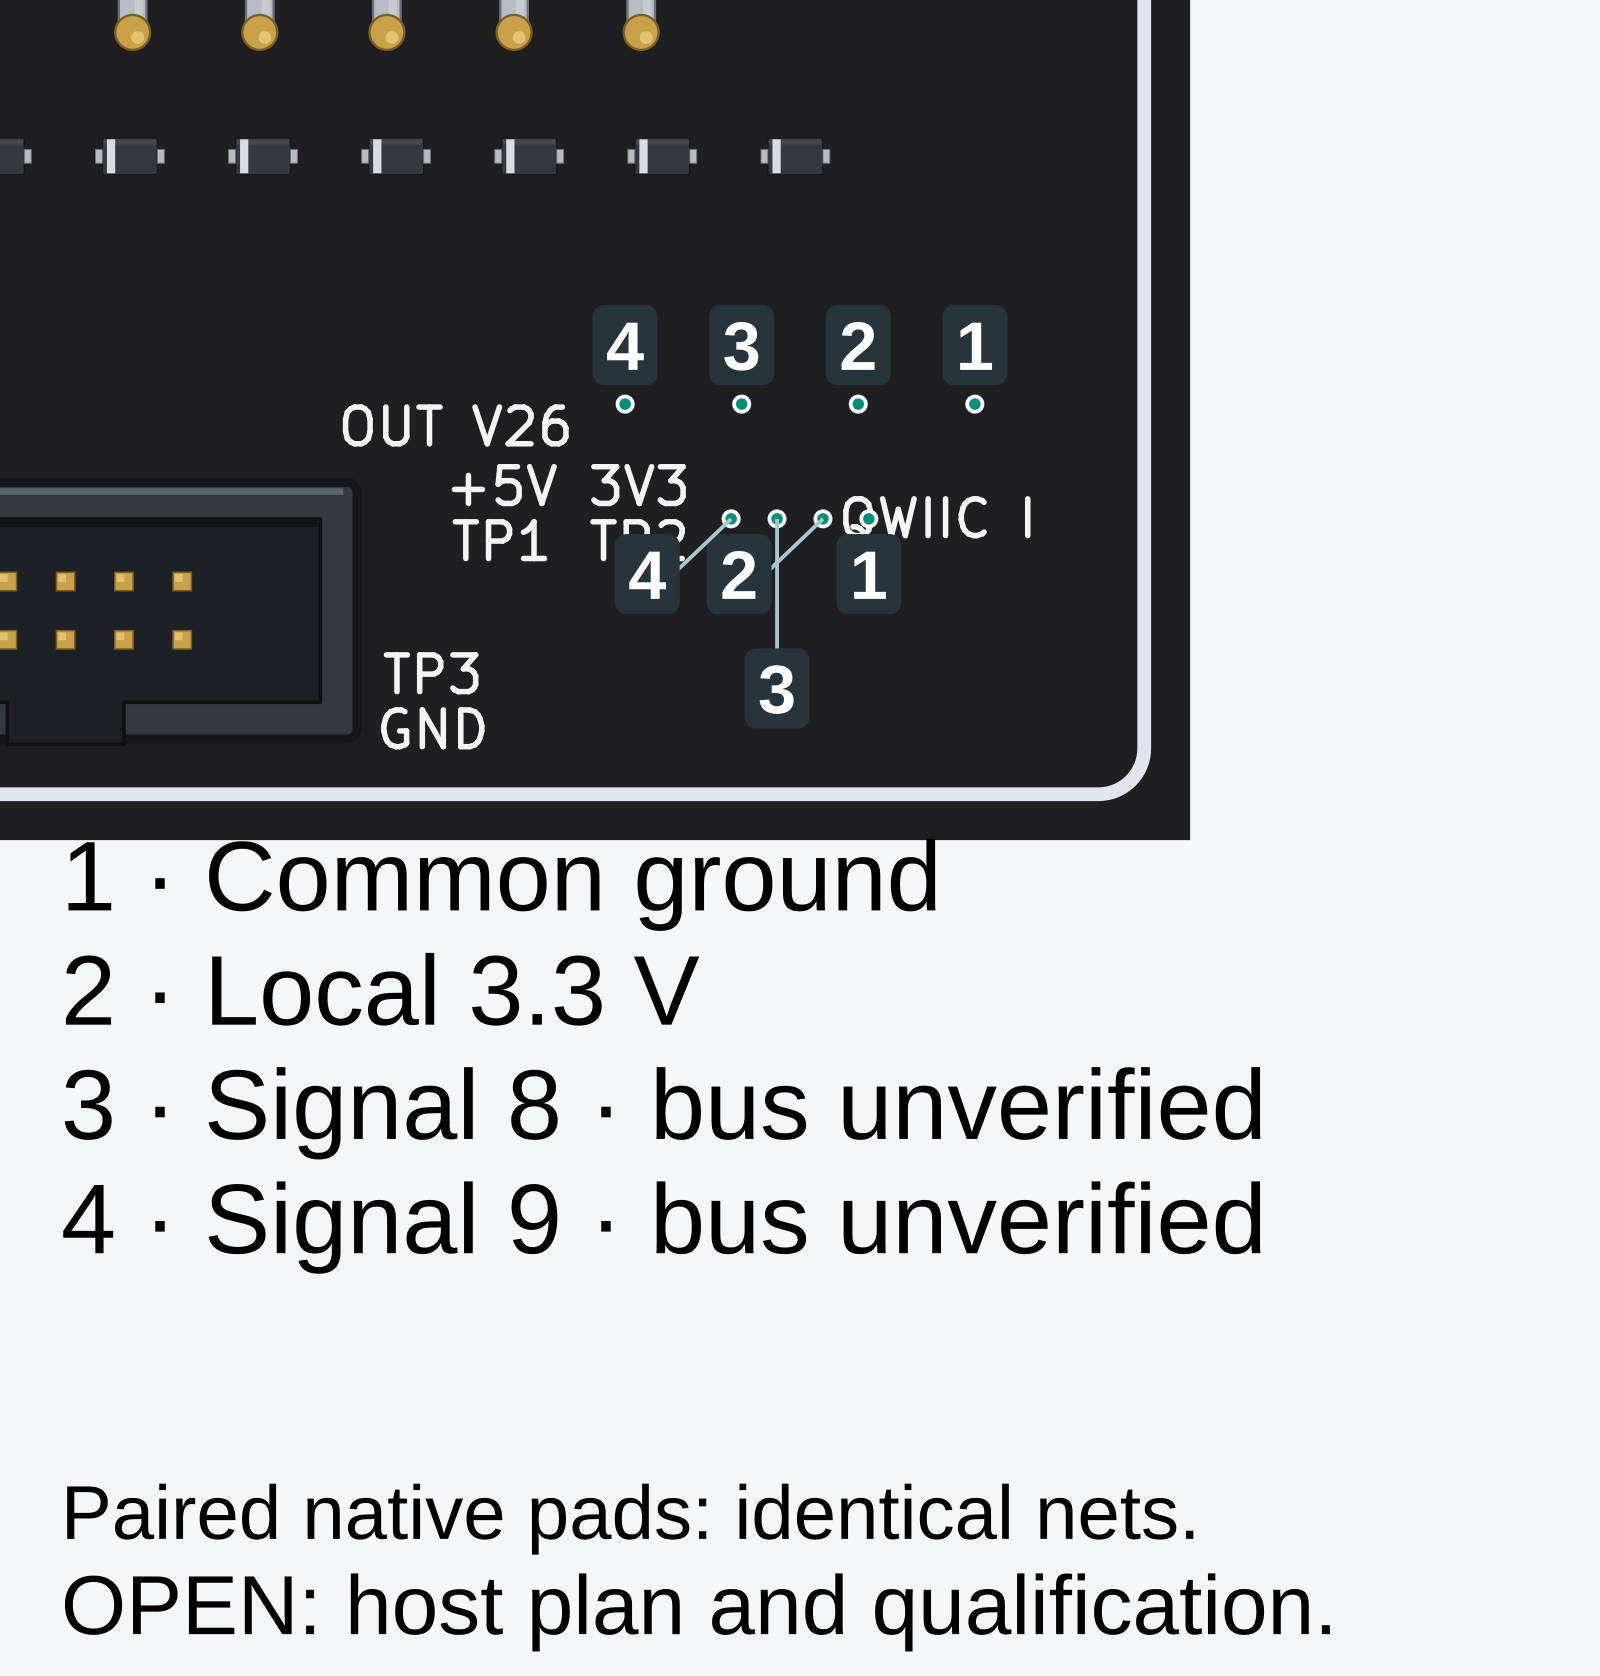 4 3 2 1
OUT V26
+5V 3V3
QWIIC I
TP1 TP2
4 2 1
3
TP3
GND
1 · Common ground
2 · Local 3.3 V
3 · Signal 8 · bus unverified
4 · Signal 9 · bus unverified
Paired native pads: identical nets.
OPEN: host plan and qualification.